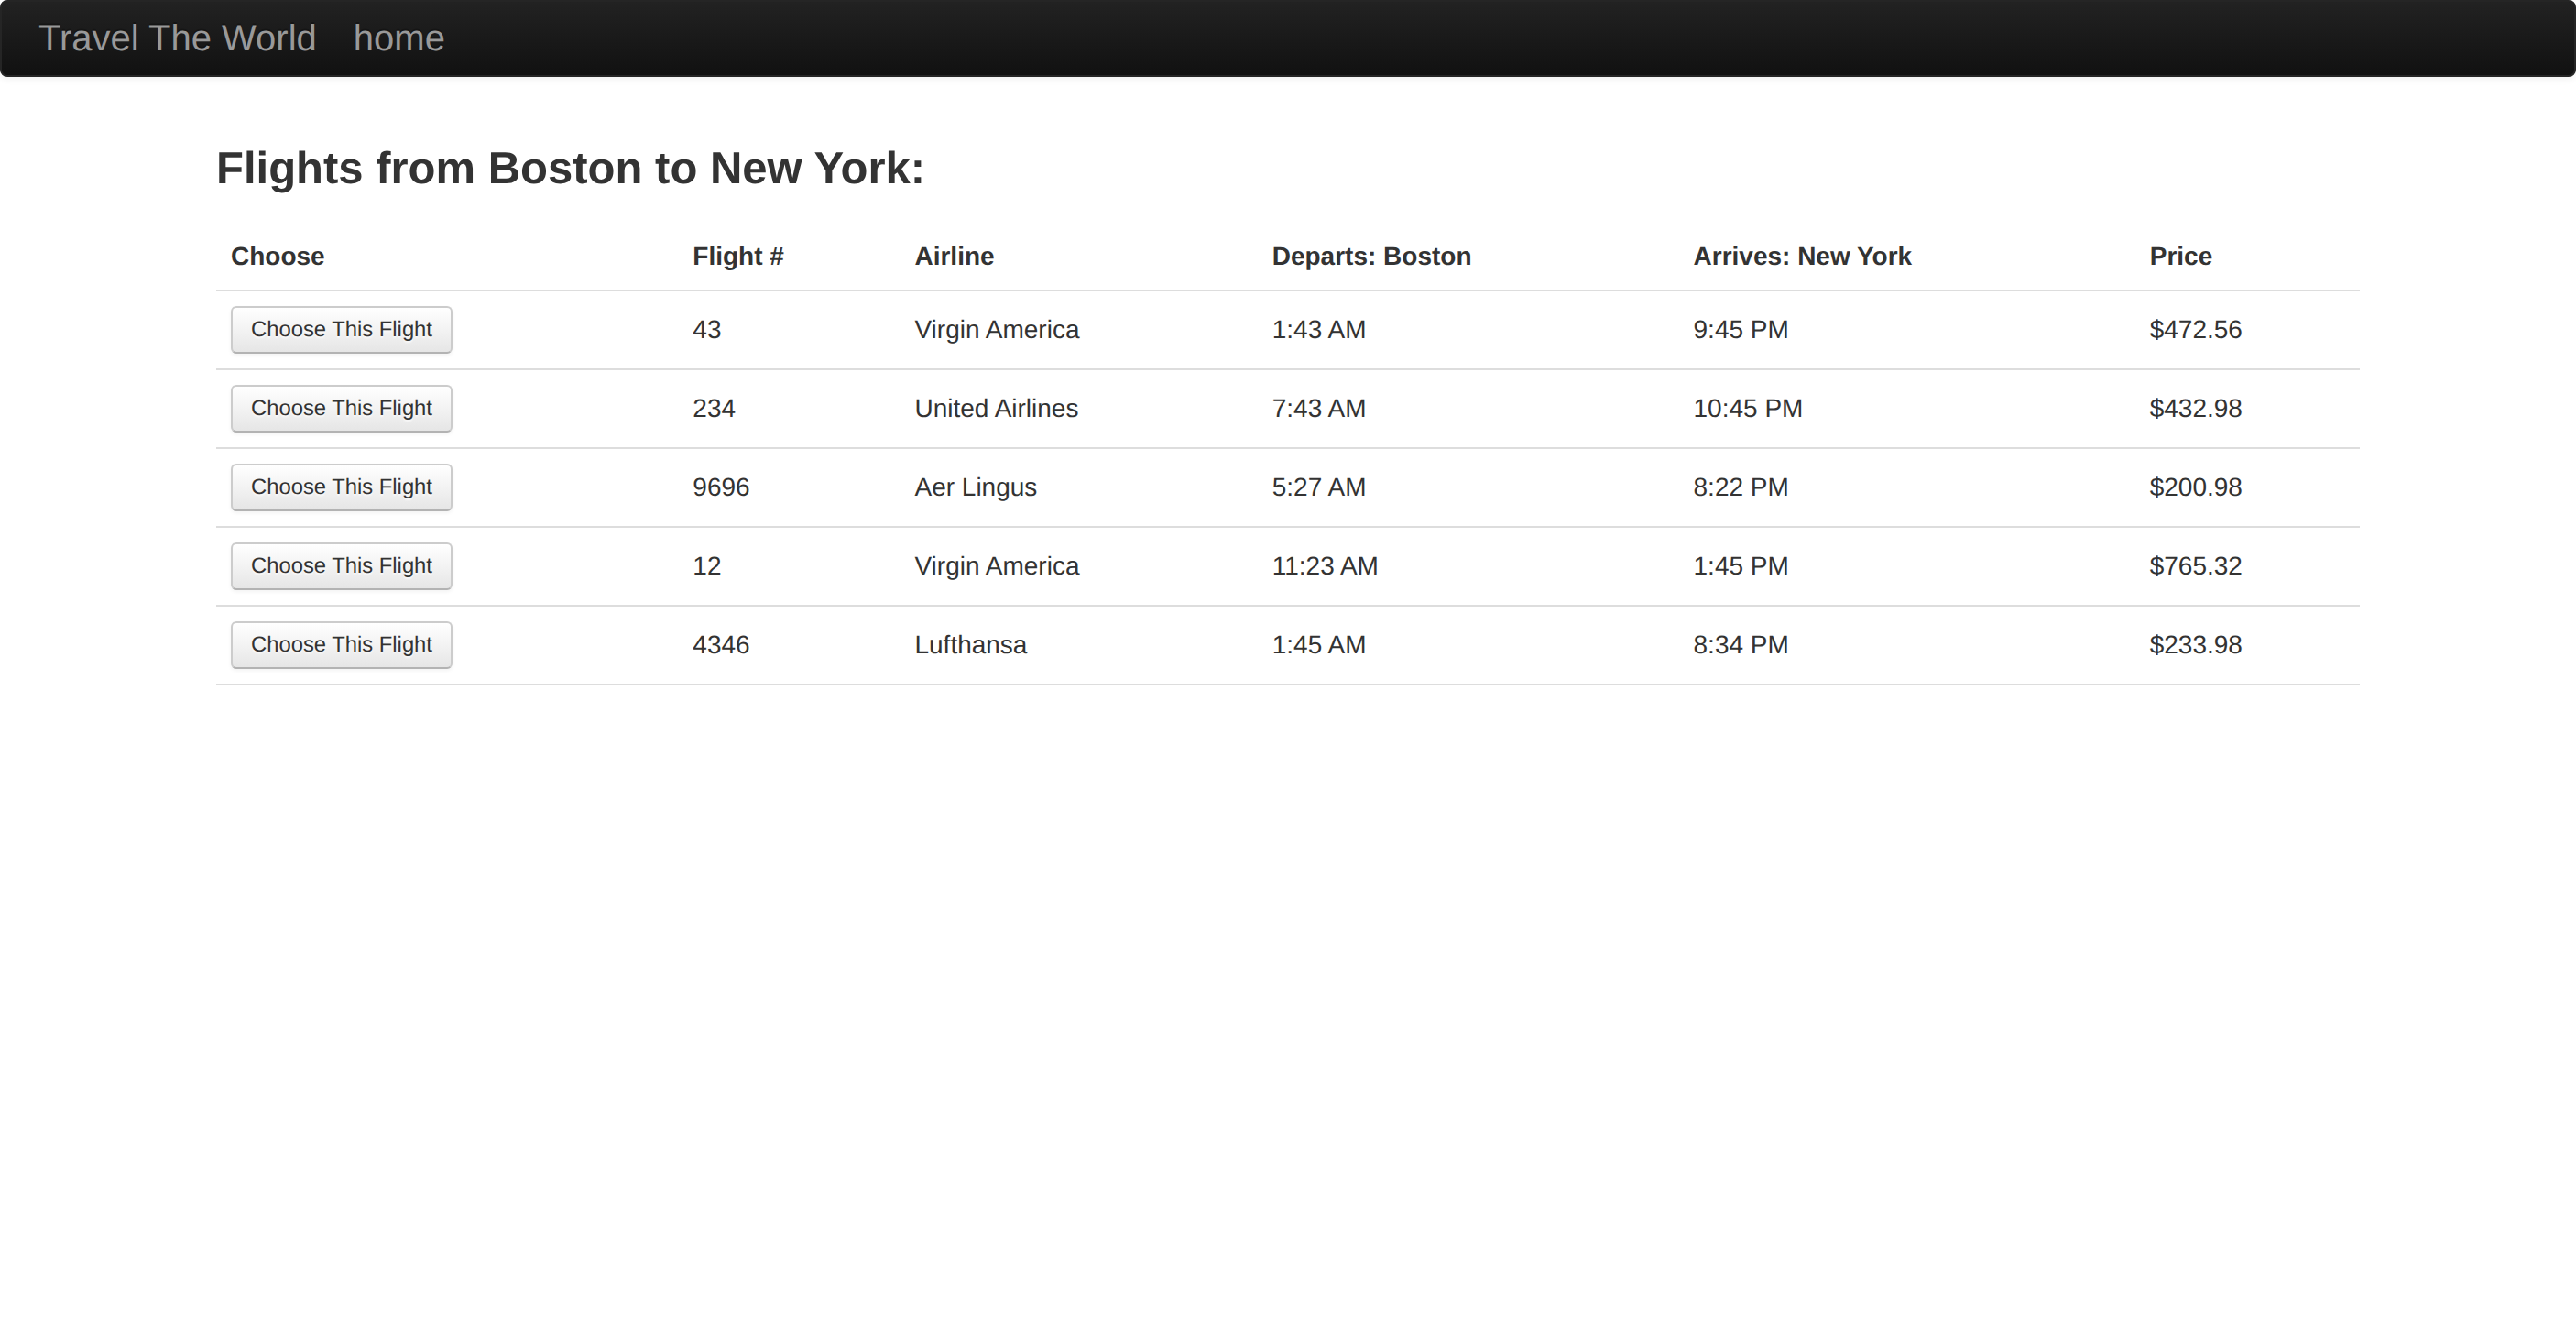 Travel The World home
Flights from Boston to New York:
Choose Flight # Airline Departs: Boston Arrives: New York Price
Choose This Flight 43 Virgin America 1:43 AM 9:45 PM $472.56
Choose This Flight 234 United Airlines 7:43 AM 10:45 PM $432.98
Choose This Flight 9696 Aer Lingus 5:27 AM 8:22 PM $200.98
Choose This Flight 12 Virgin America 11:23 AM 1:45 PM $765.32
Choose This Flight 4346 Lufthansa 1:45 AM 8:34 PM $233.98